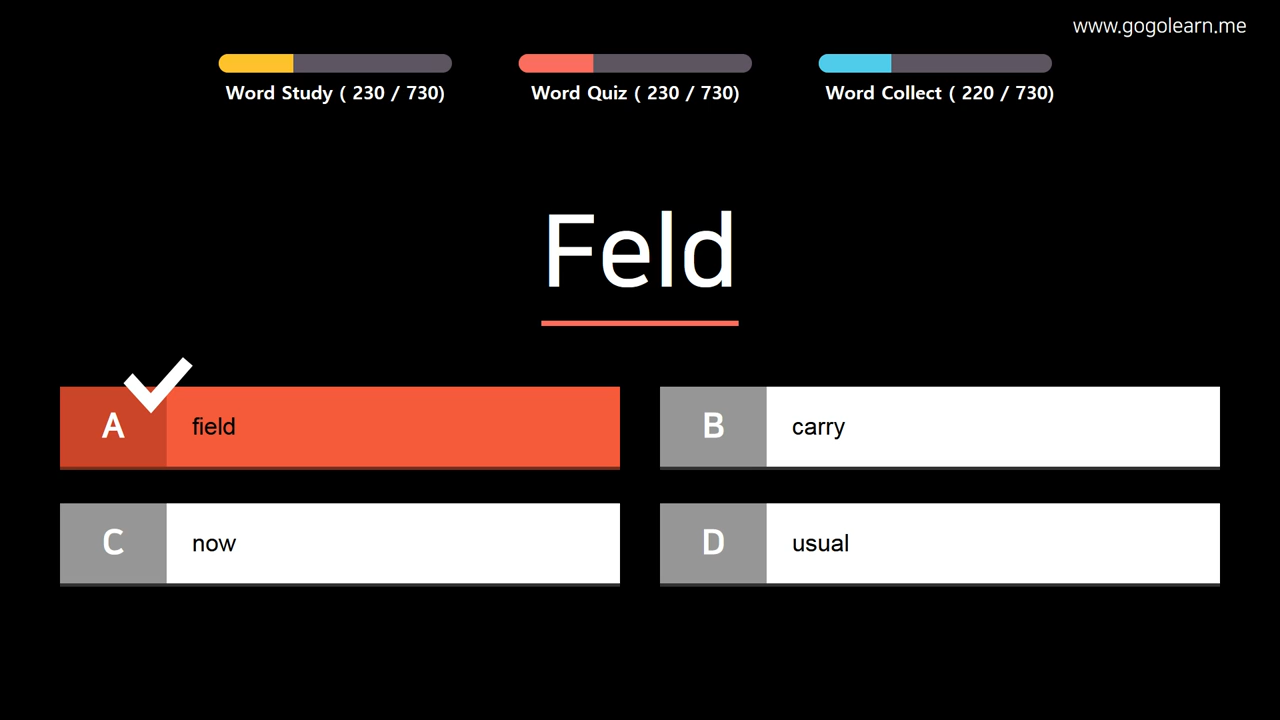 www.gogolearn.me
Word Study ( 230 / 730)
Word Quiz ( 230 / 730)
Word Collect ( 220 / 730)
Feld
A field
B carry
C now
D usual